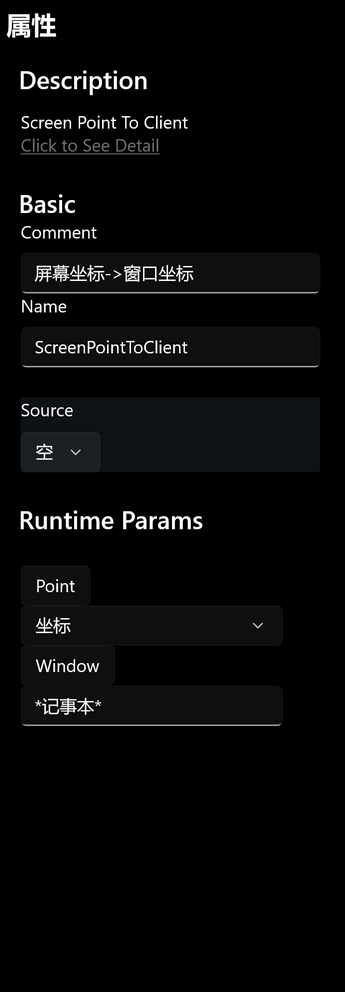 属性
Description
Screen Point To Client
Click to See Detail
Basic
Comment
屏幕坐标->窗口坐标
Name
ScreenPointToClient
Source
空
Runtime Params
Point
坐标
Window
*记事本*